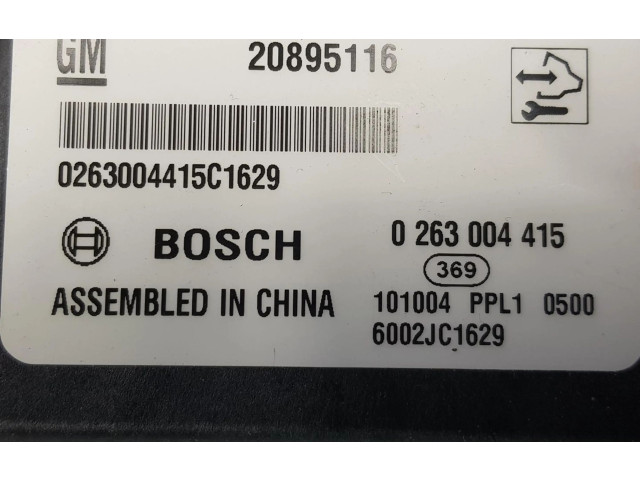 GM 20895116
0263004415C1629
BOSCH 0 263 004 415
369
ASSEMBLED IN CHINA 101004 PPL1 0500
6002JC1629